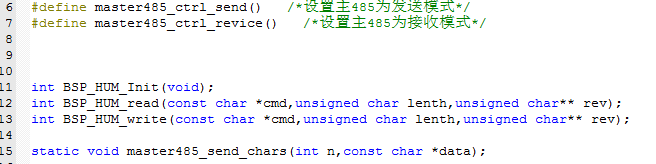 6 #define master485_ctrl_send() /*设置主485为发送模式*/
7 #define master485_ctrl_revice() /*设置主485为接收模式*/
8
9
10
11 int BSP_HUM_Init(void);
12 int BSP_HUM_read(const char *cmd,unsigned char lenth,unsigned char** rev);
13 int BSP_HUM_write(const char *cmd,unsigned char lenth,unsigned char** rev);
14
15 static void master485_send_chars(int n,const char *data);